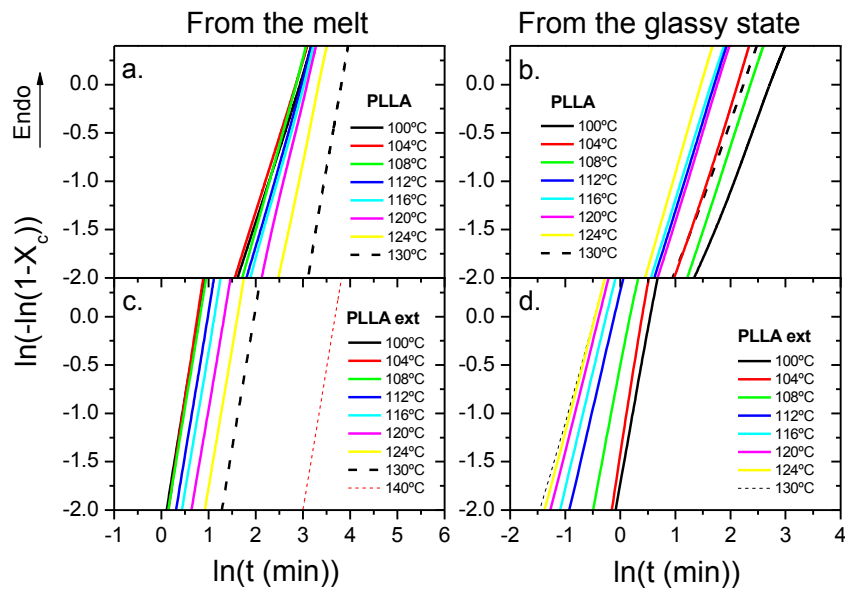 From the melt
From the glassy state
Endo
ln(-ln(1-X_c))
a.
0.0
-0.5
-1.0
-1.5
-2.0
PLLA
100ºC
104ºC
108ºC
112ºC
116ºC
120ºC
124ºC
130ºC
b.
PLLA
100ºC
104ºC
108ºC
112ºC
116ºC
120ºC
124ºC
130ºC
c.
0.0
-0.5
-1.0
-1.5
-2.0
PLLA ext
100ºC
104ºC
108ºC
112ºC
116ºC
120ºC
124ºC
130ºC
140ºC
-1 0 1 2 3 4 5 6
ln(t (min))
d.
PLLA ext
100ºC
104ºC
108ºC
112ºC
116ºC
120ºC
124ºC
130ºC
-2 -1 0 1 2 3 4
ln(t (min))